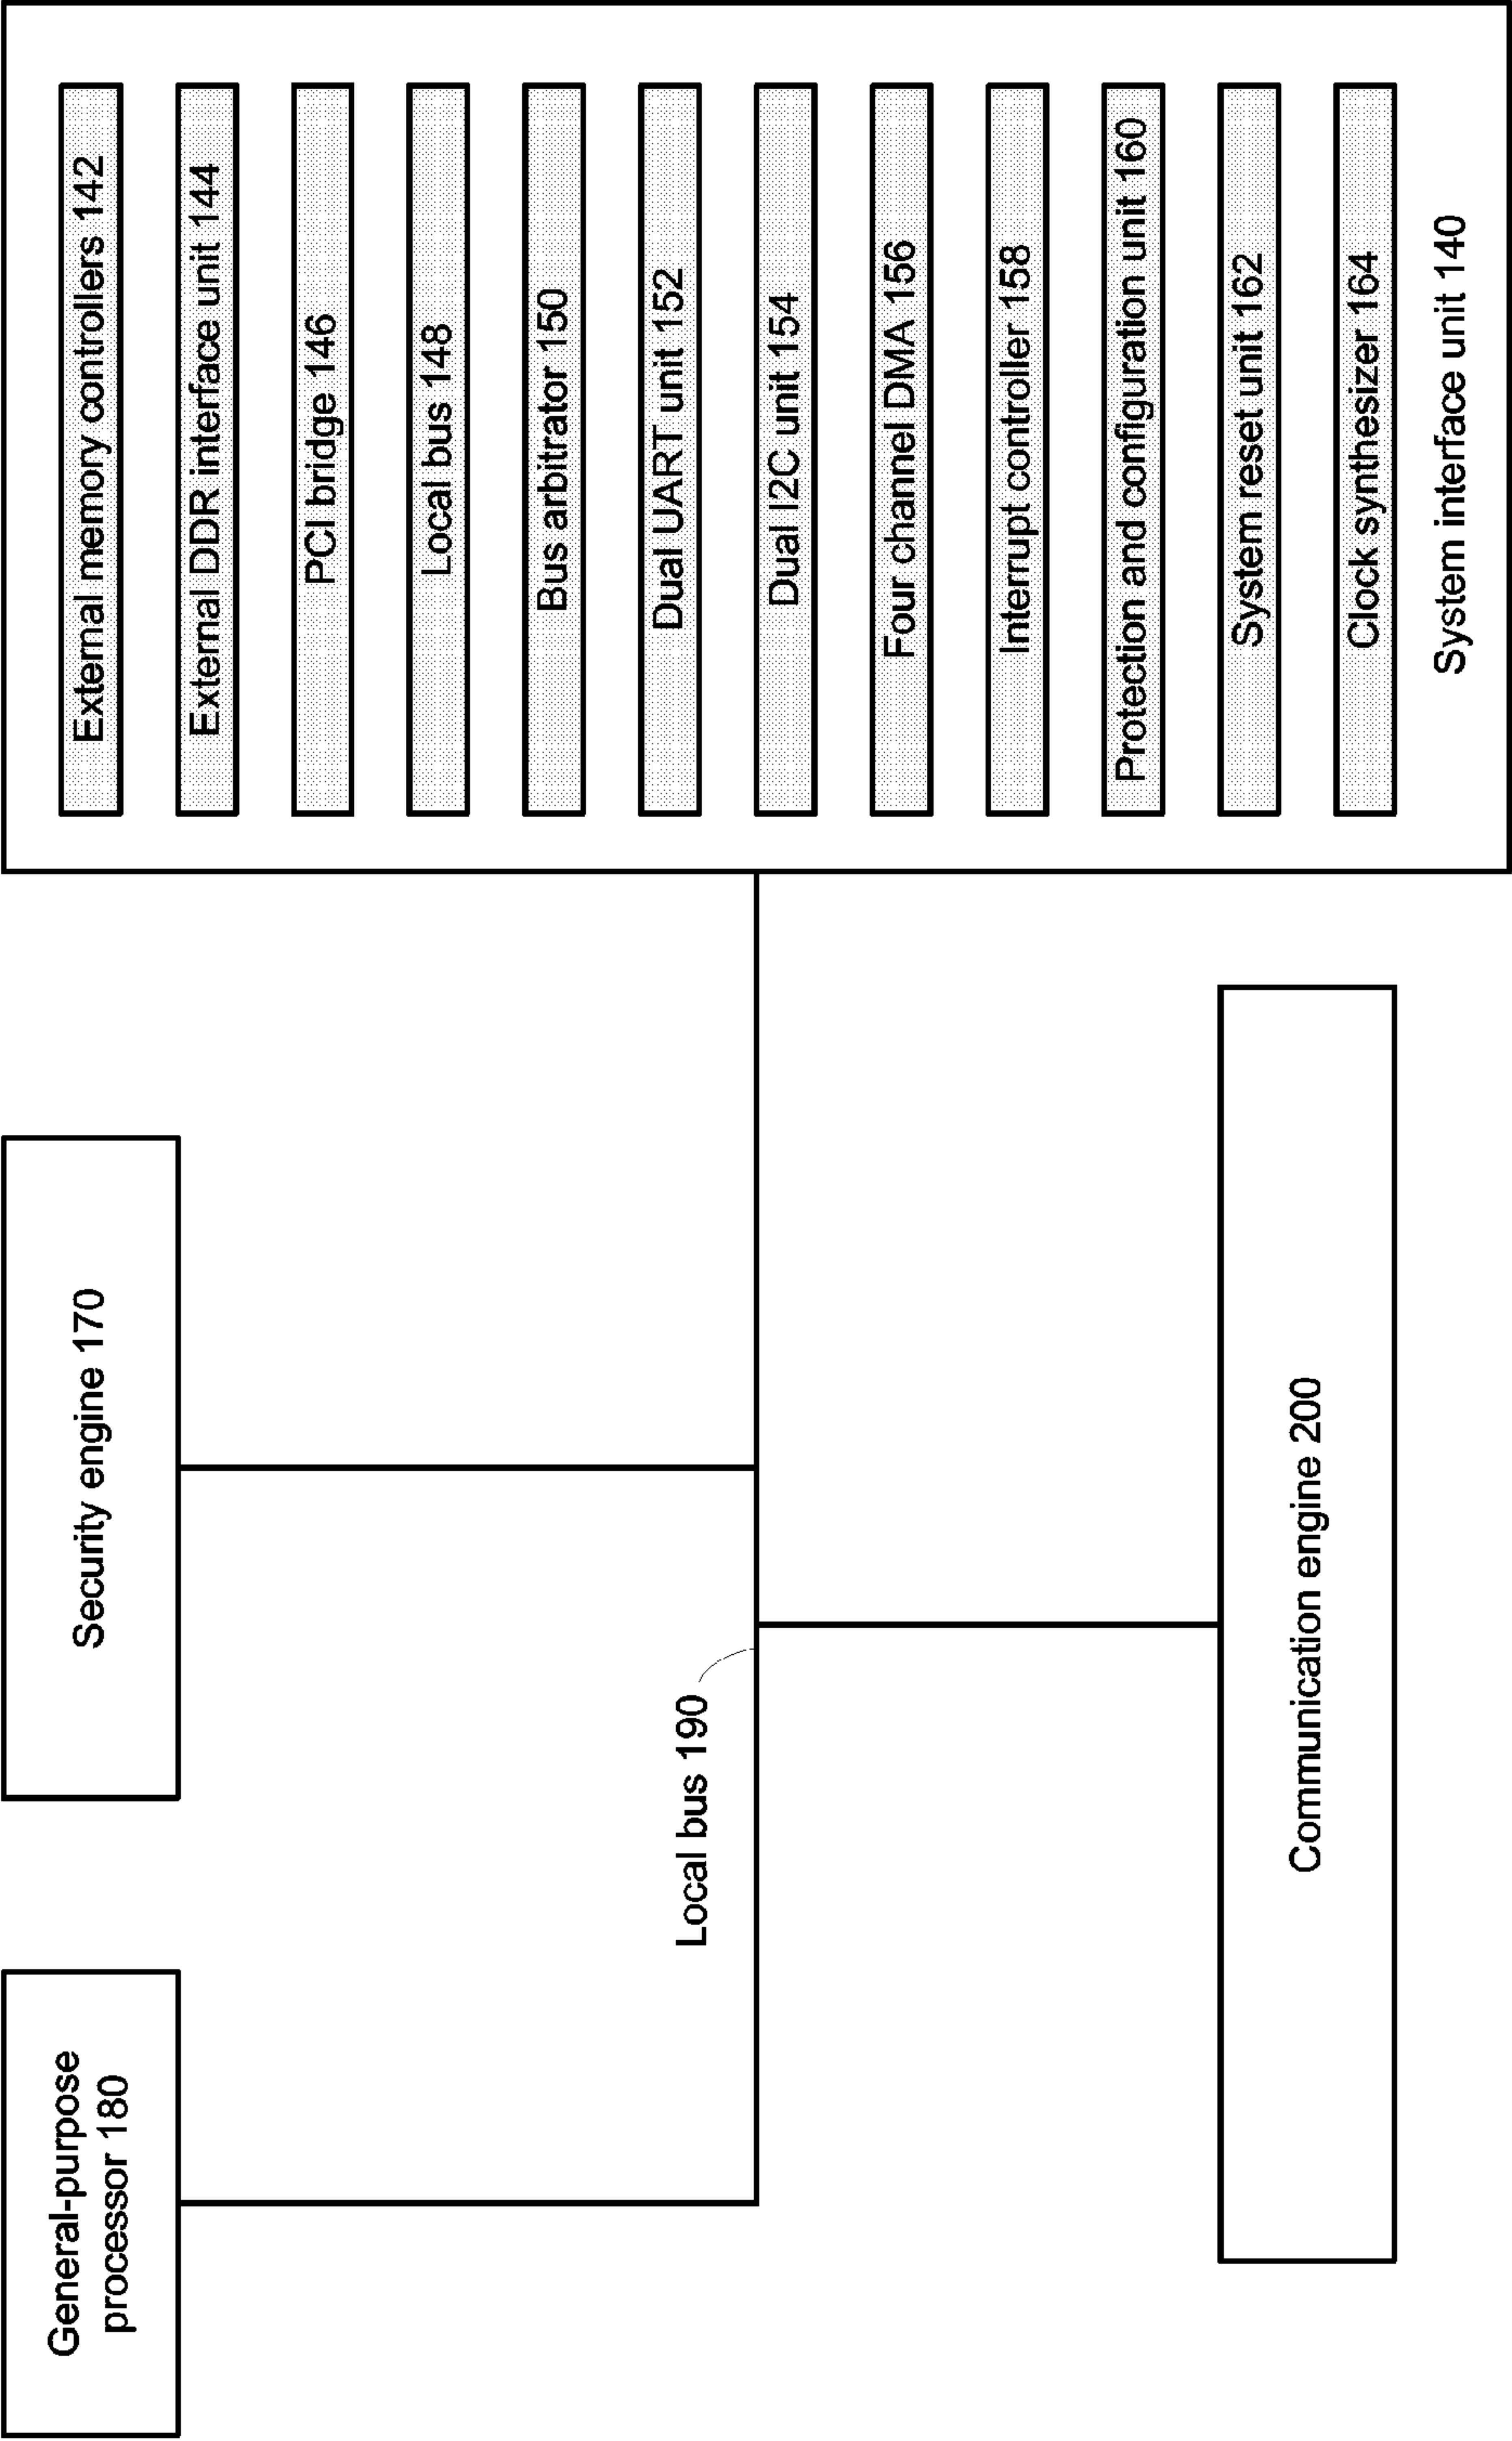 General-purpose
processor 180
Security engine 170
Local bus 190
Communication engine 200
External memory controllers 142
External DDR interface unit 144
PCI bridge 146
Local bus 148
Bus arbitrator 150
Dual UART unit 152
Dual I2C unit 154
Four channel DMA 156
Interrupt controller 158
Protection and configuration unit 160
System reset unit 162
Clock synthesizer 164
System interface unit 140